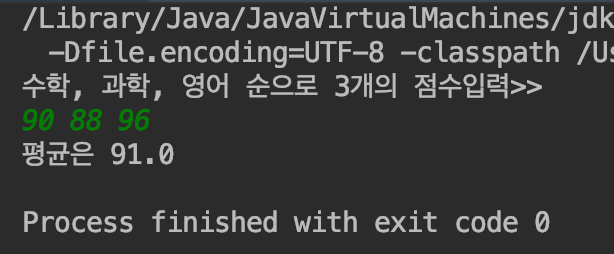 /Library/Java/JavaVirtualMachines/jdk
-Dfile.encoding=UTF-8 -classpath /Us
수학, 과학, 영어 순으로 3개의 점수입력>>
90 88 96
평균은 91.0
Process finished with exit code 0